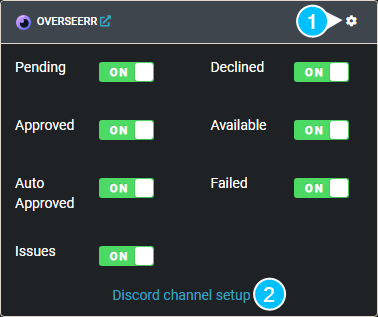 OVERSEERR 1
Pending ON Declined ON
Approved ON Available ON
Auto
Approved ON Failed ON
Issues ON
Discord channel setup 2